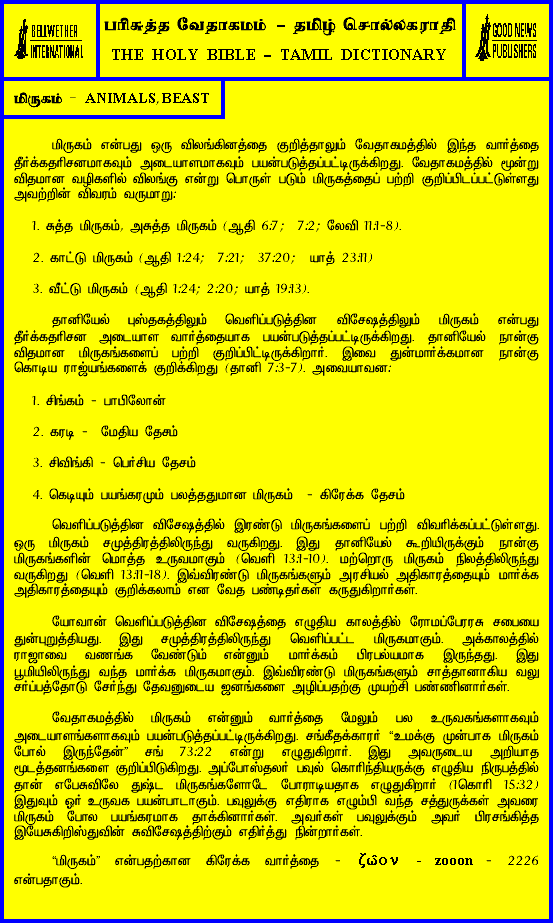 BELLWETHER
INTERNATIONAL
பரிசுத்த வேதாகமம் – தமிழ் சொல்லகராதி
THE HOLY BIBLE – TAMIL DICTIONARY
GOOD NEWS
PUBLISHERS
மிருகம் – ANIMALS, BEAST
மிருகம் என்பது ஒரு விலங்கினத்தை குறித்தாலும் வேதாகமத்தில் இந்த வார்த்தை
தீர்க்கதரிசனமாகவும் அடையாளமாகவும் பயன்படுத்தப்பட்டிருக்கிறது. வேதாகமத்தில் மூன்று
விதமான வழிகளில் விலங்கு என்று பொருள் படும் மிருகத்தைப் பற்றி குறிப்பிடப்பட்டுள்ளது
அவற்றின் விவரம் வருமாறு:
1. சுத்த மிருகம், அசுத்த மிருகம் (ஆதி 6:7; 7:2; லேவி 11:1-8).
2. காட்டு மிருகம் (ஆதி 1:24; 7:21; 37:20; யாத் 23:11)
3. வீட்டு மிருகம் (ஆதி 1:24; 2:20; யாத் 19:13).
தானியேல் புஸ்தகத்திலும் வெளிப்படுத்தின விசேஷத்திலும் மிருகம் என்பது
தீர்க்கதரிசன அடையாள வார்த்தையாக பயன்படுத்தப்பட்டிருக்கிறது. தானியேல் நான்கு
விதமான மிருகங்களைப் பற்றி குறிப்பிட்டிருக்கிறார். இவை துன்மார்க்கமான நான்கு
கொடிய ராஜ்யங்களைக் குறிக்கிறது (தானி 7:3-7). அவையாவன:
1. சிங்கம் - பாபிலோன்
2. கரடி - மேதிய தேசம்
3. சிவிங்கி - பெர்சிய தேசம்
4. கெடியும் பயங்கரமும் பலத்ததுமான மிருகம் - கிரேக்க தேசம்
வெளிப்படுத்தின விசேஷத்தில் இரண்டு மிருகங்களைப் பற்றி விவரிக்கப்பட்டுள்ளது.
ஒரு மிருகம் சமுத்திரத்திலிருந்து வருகிறது. இது தானியேல் கூறியிருக்கும் நான்கு
மிருகங்களின் மொத்த உருவமாகும் (வெளி 13:1-10). மற்றொரு மிருகம் நிலத்திலிருந்து
வருகிறது (வெளி 13:11-18). இவ்விரண்டு மிருகங்களும் அரசியல் அதிகாரத்தையும் மார்க்க
அதிகாரத்தையும் குறிக்கலாம் என வேத பண்டிதர்கள் கருதுகிறார்கள்.
யோவான் வெளிப்படுத்தின விசேஷத்தை எழுதிய காலத்தில் ரோமப்பேரரசு சபையை
துன்புறுத்தியது. இது சமுத்திரத்திலிருந்து வெளிப்பட்ட மிருகமாகும். அக்காலத்தில்
ராஜாவை வணங்க வேண்டும் என்னும் மார்க்கம் பிரபல்யமாக இருந்தது. இது
பூமியிலிருந்து வந்த மார்க்க மிருகமாகும். இவ்விரண்டு மிருகங்களும் சாத்தானாகிய வலு
சர்ப்பத்தோடு சேர்ந்து தேவனுடைய ஜனங்களை அழிப்பதற்கு முயற்சி பண்ணினார்கள்.
வேதாகமத்தில் மிருகம் என்னும் வார்த்தை மேலும் பல உருவகங்களாகவும்
அடையாளங்களாகவும் பயன்படுத்தப்பட்டிருக்கிறது. சங்கீதக்காரர் “உமக்கு முன்பாக மிருகம்
போல் இருந்தேன்” சங் 73:22 என்று எழுதுகிறார். இது அவருடைய அறியாத
மூடத்தனங்களை குறிப்பிடுகிறது. அப்போஸ்தலர் பவுல் கொரிந்தியருக்கு எழுதிய நிருபத்தில்
தான் எபேசுவிலே துஷ்ட மிருகங்களோடே போராடியதாக எழுதுகிறார் (1கொரி 15:32)
இதுவும் ஓர் உருவக பயன்பாடாகும். பவுலுக்கு எதிராக எழும்பி வந்த சத்துருக்கள் அவரை
மிருகம் போல பயங்கரமாக தாக்கினார்கள். அவர்கள் பவுலுக்கும் அவர் பிரசங்கித்த
இயேசுகிறிஸ்துவின் சுவிசேஷத்திற்கும் எதிர்த்து நின்றார்கள்.
“மிருகம்” என்பதற்கான கிரேக்க வார்த்தை - ζῶον - zooon - 2226
என்பதாகும்.